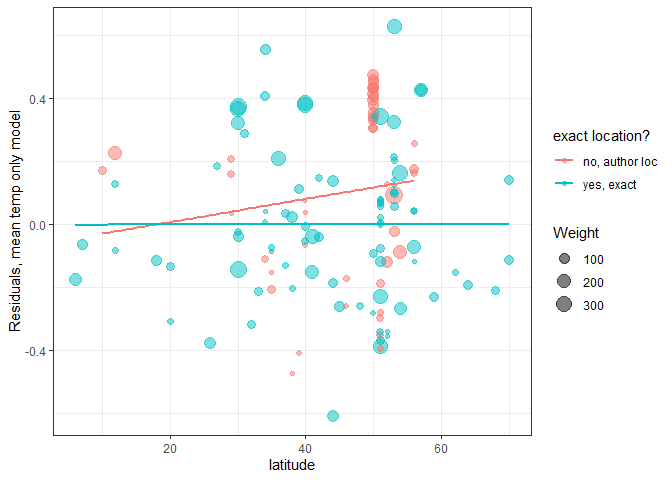 Residuals, mean temp only model
0.4
0.0
-0.4
20
40
60
latitude
exact location?
no, author loc
yes, exact
Weight
100
200
300